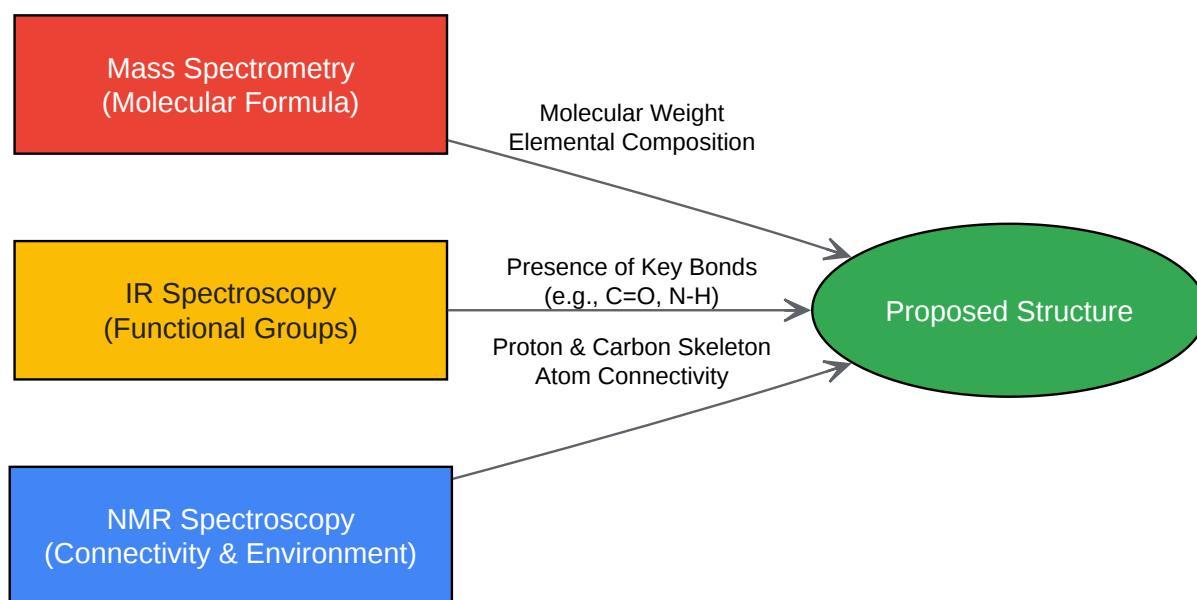 Mass Spectrometry
(Molecular Formula)
Molecular Weight
Elemental Composition
IR Spectroscopy
(Functional Groups)
Presence of Key Bonds
(e.g., C=O, N-H)
Proposed Structure
Proton & Carbon Skeleton
Atom Connectivity
NMR Spectroscopy
(Connectivity & Environment)